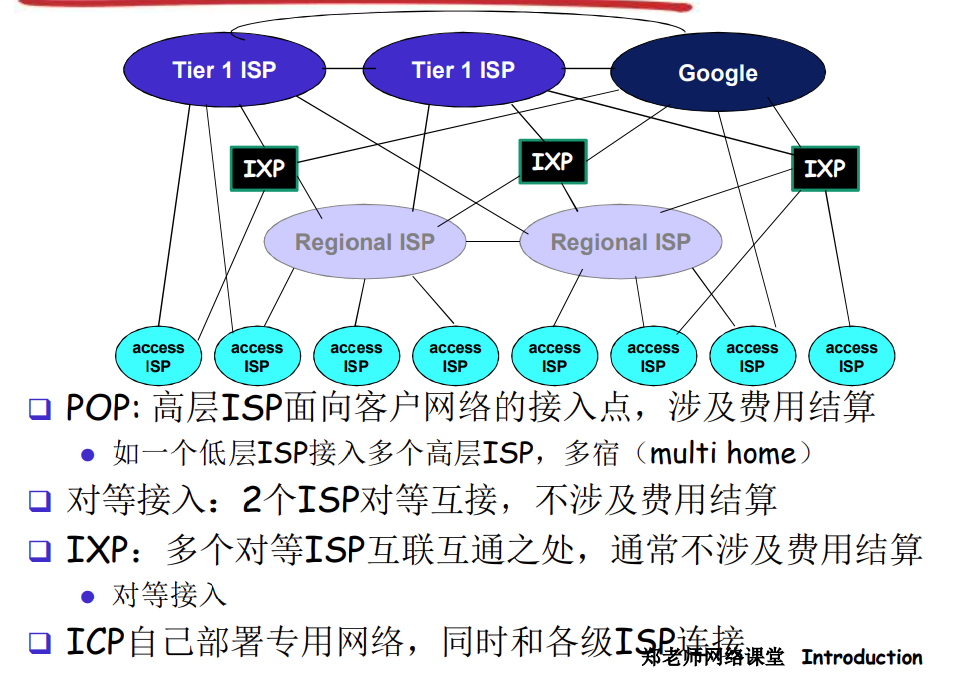 Tier 1 ISP Tier 1 ISP Google
IXP IXP IXP
Regional ISP Regional ISP
access access access access access access access access
ISP ISP ISP ISP ISP ISP ISP ISP
POP: 高层ISP面向客户网络的接入点，涉及费用结算
如一个低层ISP接入多个高层ISP，多宿（multi home）
对等接入：2个ISP对等互接，不涉及费用结算
IXP：多个对等ISP互联互通之处，通常不涉及费用结算
对等接入
ICP自己部署专用网络，同时和各级ISP连接
郑老师网络课堂 Introduction